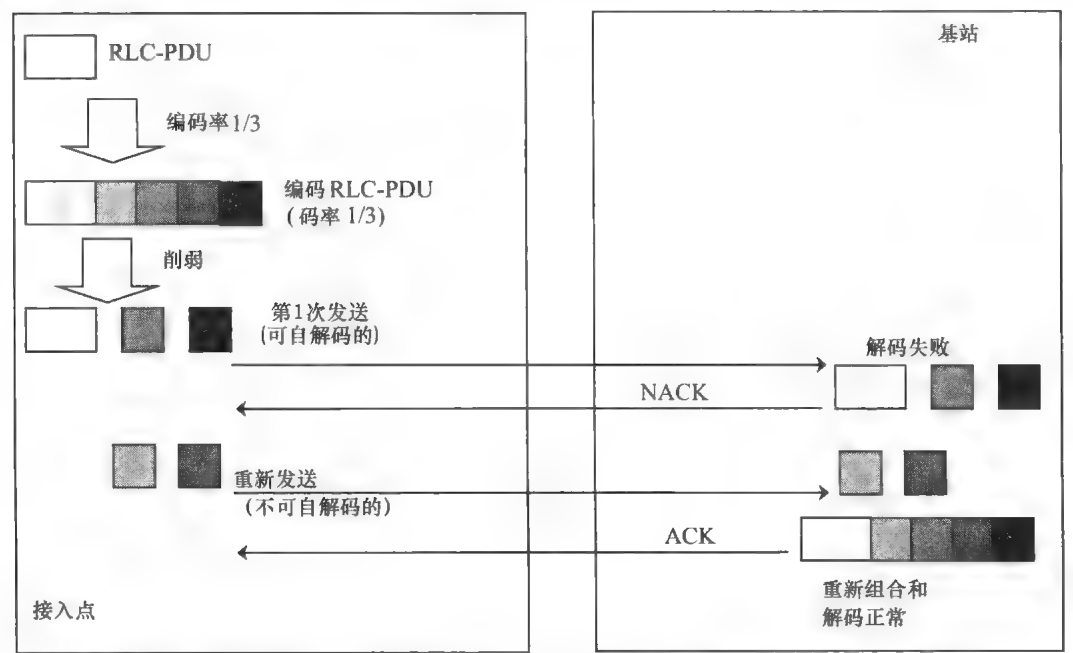 RLC-PDU
编码率1/3
编码RLC-PDU
(码率 1/3)
削弱
第1次发送
(可自解码的)
重新发送
(不可自解码的)
接入点
基站
解码失败
NACK
ACK
重新组合和
解码正常